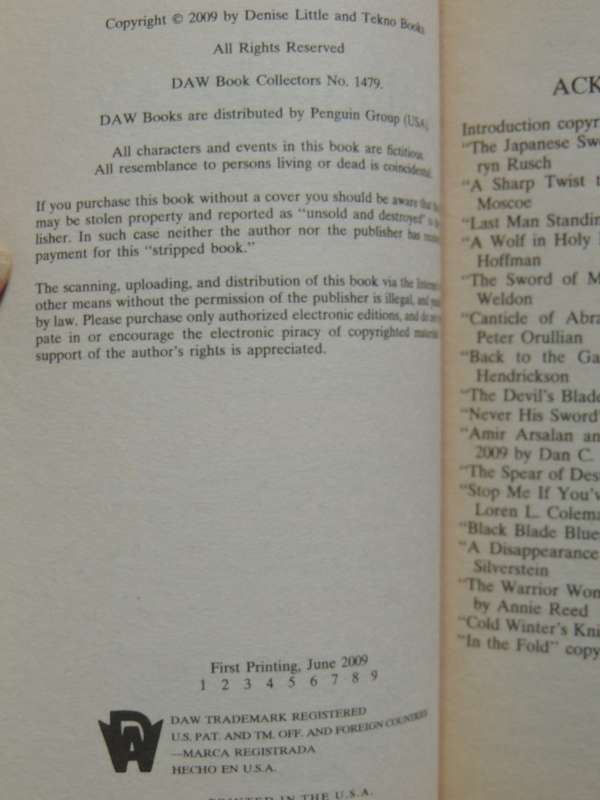 Copyright © 2009 by Denise Little and Tekno Books
All Rights Reserved
DAW Book Collectors No. 1479.
DAW Books are distributed by Penguin Group (USA)
All characters and events in this book are fictitious.
All resemblance to persons living or dead is coincidental.
If you purchase this book without a cover you should be aware that
may be stolen property and reported as "unsold and destroyed"
lisher. In such case neither the author nor the publisher has
payment for this "stripped book."
The scanning, uploading, and distribution of this book via the Internet
other means without the permission of the publisher is illegal, and
by law. Please purchase only authorized electronic editions, and do
pate in or encourage the electronic piracy of copyrighted materials
support of the author's rights is appreciated.
First Printing, June 2009
1 2 3 4 5 6 7 8 9
DAW
DAW TRADEMARK REGISTERED
U.S. PAT. AND TM. OFF. AND FOREIGN COUNTRIES
—MARCA REGISTRADA
HECHO EN U.S.A.
PRINTED IN THE U.S.A.
ACK
Introduction copyr
"The Japanese Swo
ryn Rusch
"A Sharp Twist t
Moscoe
"Last Man Standin
"A Wolf in Holy
Hoffman
"The Sword of M
Weldon
"Canticle of Abra
Peter Orullian
"Back to the Ga
Hendrickson
"The Devil's Blade
"Never His Sword"
"Amir Arsalan an
2009 by Dan C.
"The Spear of Des
"Stop Me If You'v
Loren L. Colema
"Black Blade Blue
"A Disappearance
Silverstein
"The Warrior Wom
by Annie Reed
"Cold Winter's Kni
"In the Fold" copy